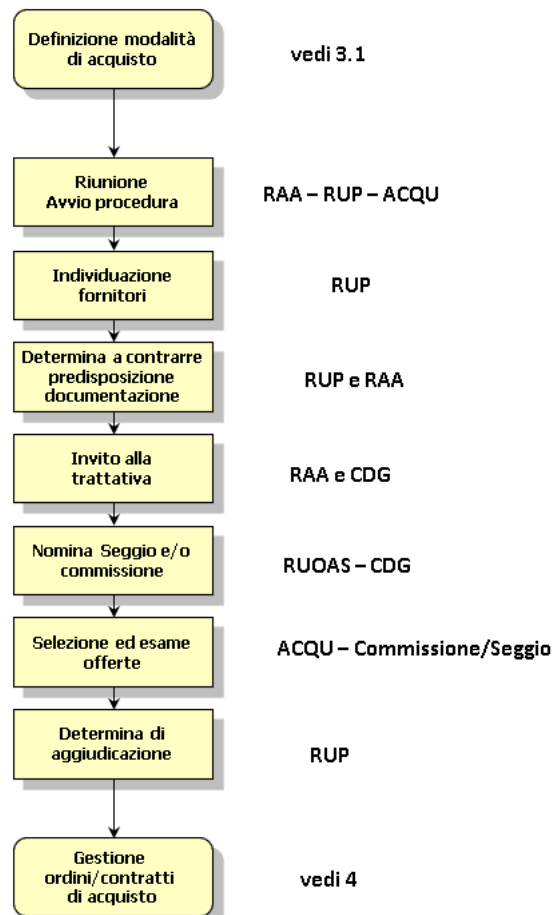 Definizione modalità
di acquisto
vedi 3.1
Riunione
Avvio procedura
RAA – RUP – ACQU
Individuazione
fornitori
RUP
Determina a contrarre
predisposizione
documentazione
RUP e RAA
Invito alla
trattativa
RAA e CDG
Nomina Seggio e/o
commissione
RUOAS – CDG
Selezione ed esame
offerte
ACQU – Commissione/Seggio
Determina di
aggiudicazione
RUP
Gestione
ordini/contratti
di acquisto
vedi 4